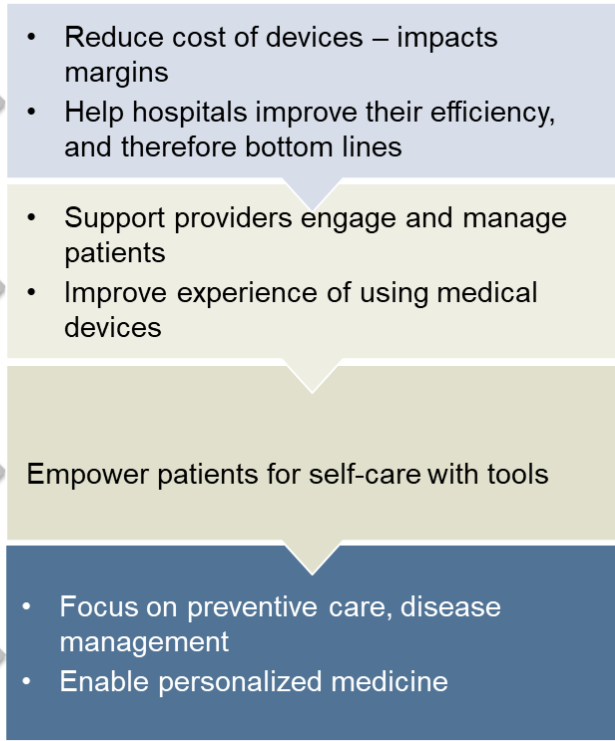 • Reduce cost of devices – impacts
margins
• Help hospitals improve their efficiency,
and therefore bottom lines
• Support providers engage and manage
patients
• Improve experience of using medical
devices
Empower patients for self-care with tools
• Focus on preventive care, disease
management
• Enable personalized medicine